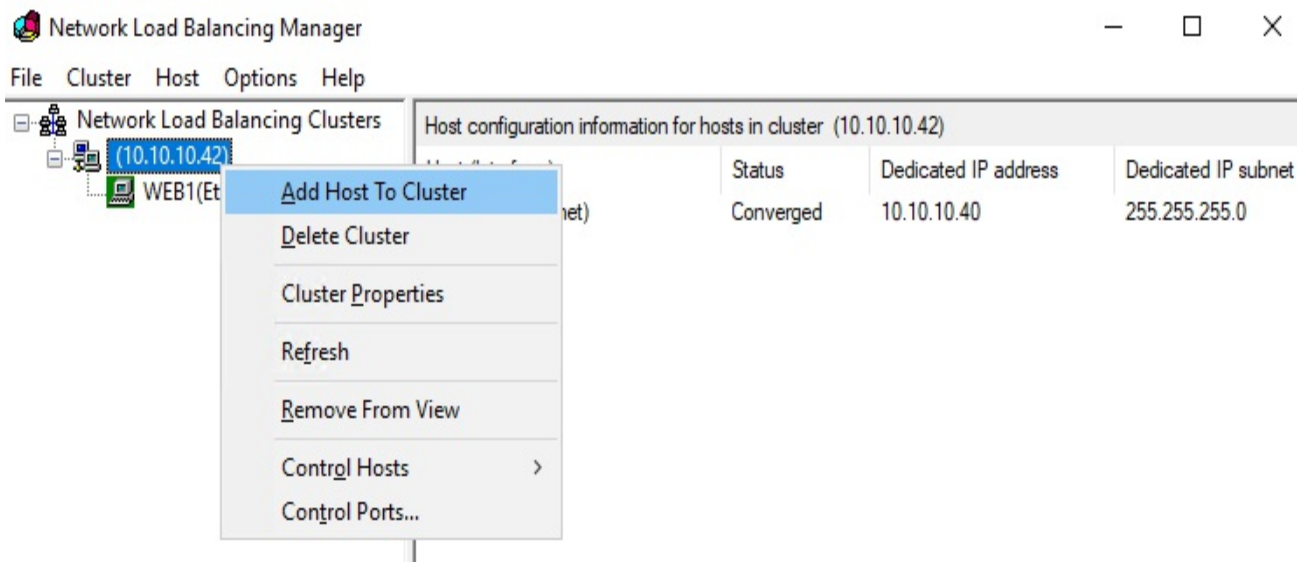 Network Load Balancing Manager
File Cluster Host Options Help
Network Load Balancing Clusters
(10.10.10.42)
WEB1(Et
Add Host To Cluster
Delete Cluster
Cluster Properties
Refresh
Remove From View
Control Hosts
Control Ports...
Host configuration information for hosts in cluster (10.10.10.42)
Status Dedicated IP address Dedicated IP subnet
net) Converged 10.10.10.40 255.255.255.0